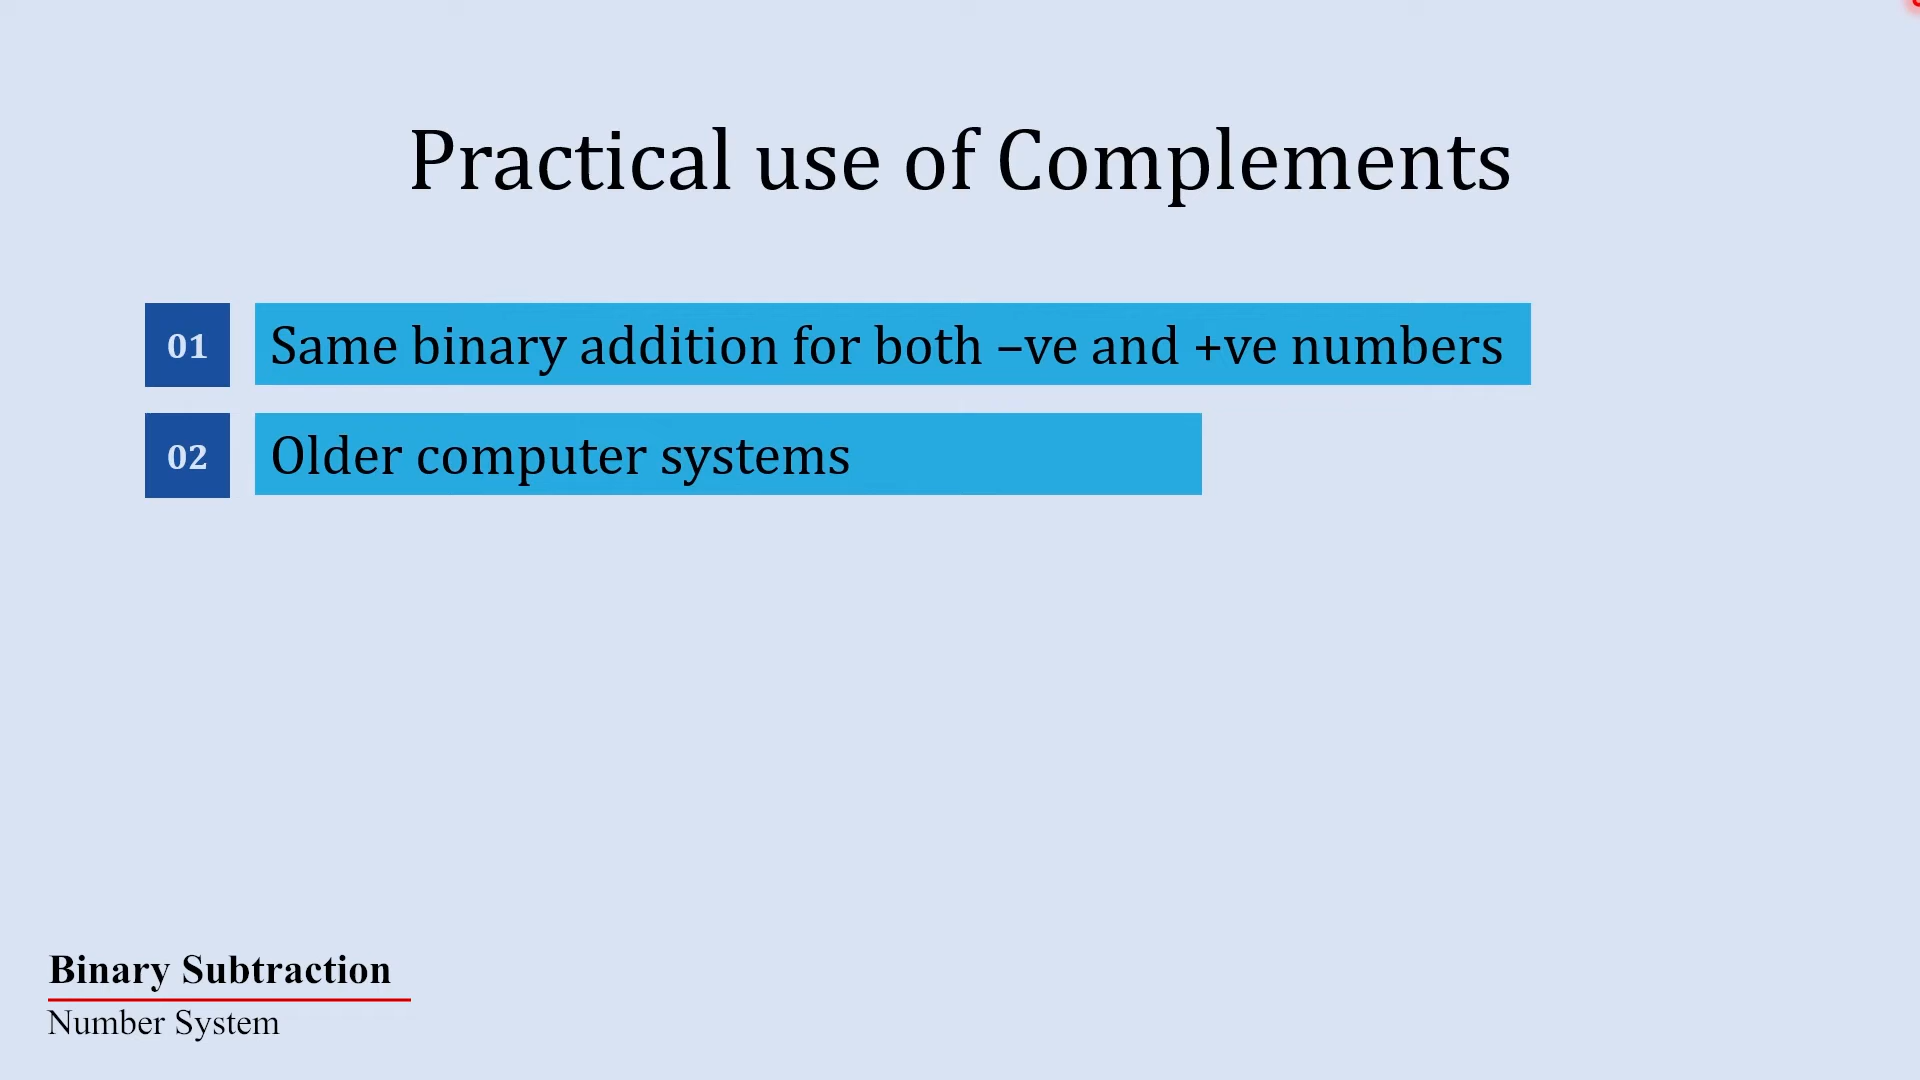 Practical use of Complements
01 Same binary addition for both –ve and +ve numbers
02 Older computer systems
Binary Subtraction
Number System